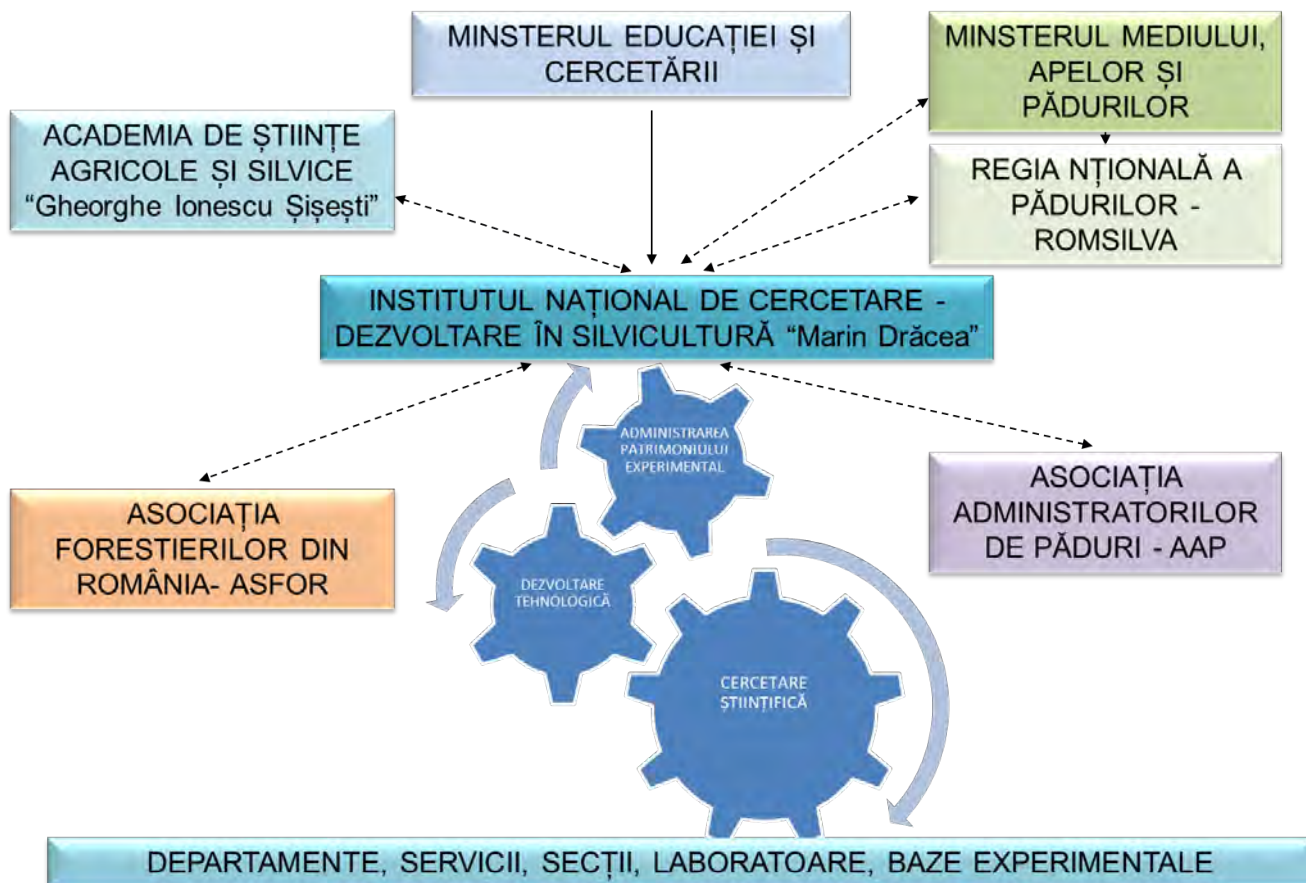 MINSTERUL EDUCAȚIEI ȘI
CERCETĂRII
MINSTERUL MEDIULUI,
APELOR ȘI
PĂDURILOR
ACADEMIA DE ȘTIINȚE
AGRICOLE ȘI SILVICE
“Gheorghe Ionescu Șișești”
REGIA NȚIONALĂ A
PĂDURILOR -
ROMSILVA
INSTITUTUL NAȚIONAL DE CERCETARE -
DEZVOLTARE ÎN SILVICULTURĂ “Marin Drăcea”
ADMINISTRAREA
PATRIMONIULUI
EXPERIMENTAL
ASOCIAȚIA
FORESTIERILOR DIN
ROMÂNIA- ASFOR
ASOCIAȚIA
ADMINISTRATORILOR
DE PĂDURI - AAP
DEZVOLTARE
TEHNOLOGICĂ
CERCETARE
ȘTIINȚIFICĂ
DEPARTAMENTE, SERVICII, SECȚII, LABORATOARE, BAZE EXPERIMENTALE